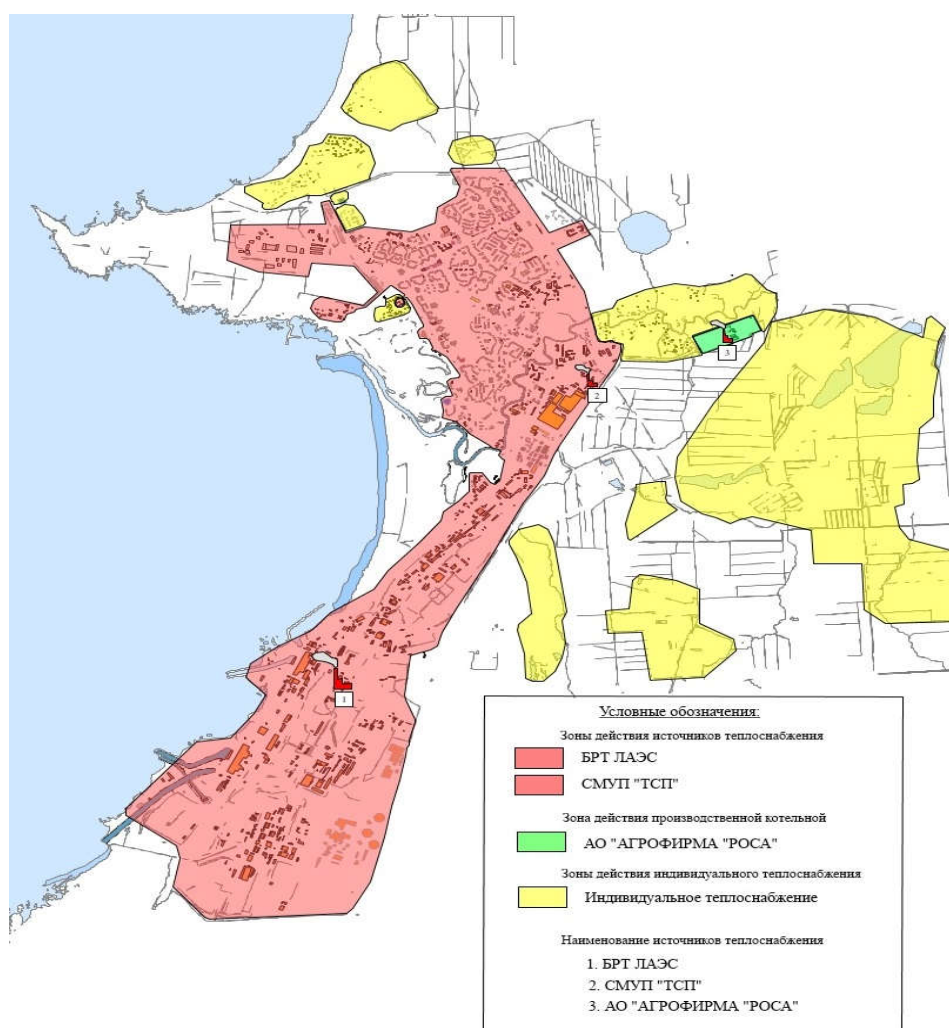 3
2
1
Условные обозначения:
Зоны действия источников теплоснабжения
БРТ ЛАЭС
СМУП "ТСП"
Зона действия производственной котельной
АО "АГРОФИРМА "РОСА"
Зоны действия индивидуального теплоснабжения
Индивидуальное теплоснабжение
Наименование источников теплоснабжения
1. БРТ ЛАЭС
2. СМУП "ТСП"
3. АО "АГРОФИРМА "РОСА"